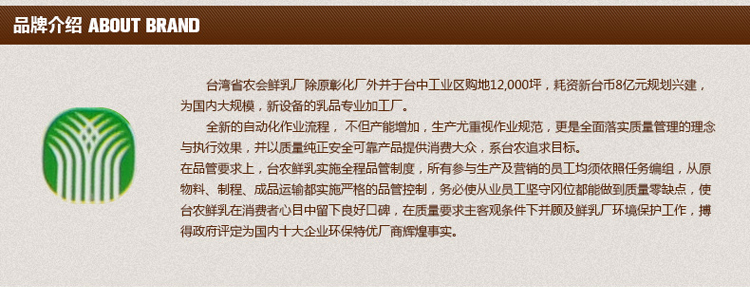 品牌介绍 ABOUT BRAND
台湾省农会鲜乳厂除原彰化厂外并于台中工业区购地12,000坪，耗资新台币8亿元规划兴建，
为国内大规模，新设备的乳品专业加工厂。
全新的自动化作业流程， 不但产能增加，生产尤重视作业规范，更是全面落实质量管理的理念
与执行效果，并以质量纯正安全可靠产品提供消费大众，系台农追求目标。
在品管要求上，台农鲜乳实施全程品管制度，所有参与生产及营销的员工均须依照任务编组，从原
物料、制程、成品运输都实施严格的品管控制，务必使从业员工坚守冈位都能做到质量零缺点，使
台农鲜乳在消费者心目中留下良好口碑，在质量要求主客观条件下并顾及鲜乳厂环境保护工作，搏
得政府评定为国内十大企业环保特优厂商辉煌事实。